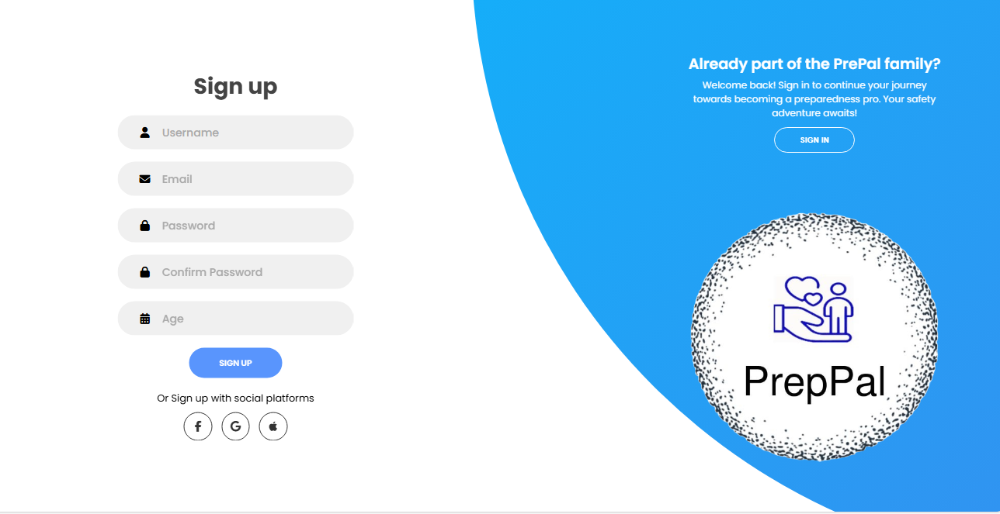 Sign up
Username
Email
Password
Confirm Password
Age
SIGN UP
Or Sign up with social platforms
Already part of the PrePal family?
Welcome back! Sign in to continue your journey
towards becoming a preparedness pro. Your safety
adventure awaits!
SIGN IN
PrepPal